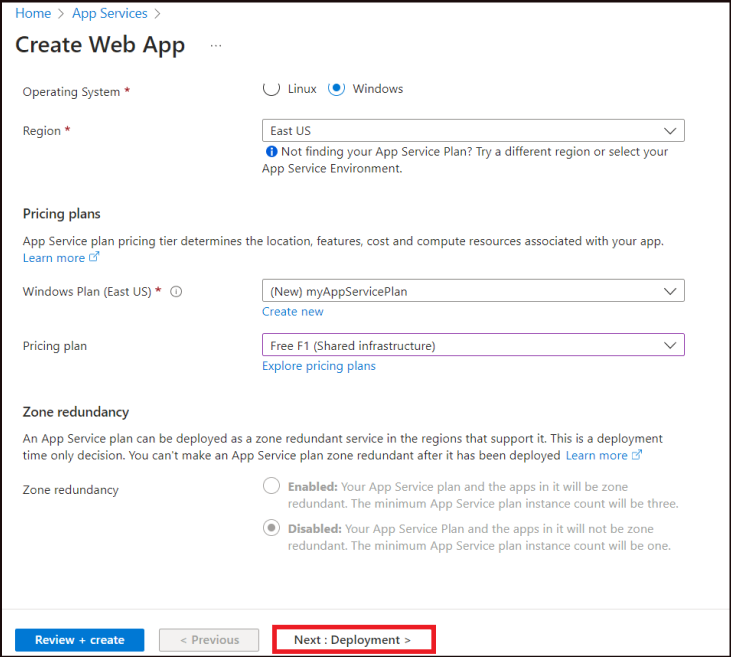 Home > App Services >
Create Web App ...
Operating System * Linux Windows
Region * East US
Not finding your App Service Plan? Try a different region or select your
App Service Environment.
Pricing plans
App Service plan pricing tier determines the location, features, cost and compute resources associated with your app.
Learn more
Windows Plan (East US) * (New) myAppServicePlan
Create new
Pricing plan Free F1 (Shared infrastructure)
Explore pricing plans
Zone redundancy
An App Service plan can be deployed as a zone redundant service in the regions that support it. This is a deployment
time only decision. You can't make an App Service plan zone redundant after it has been deployed Learn more
Zone redundancy Enabled: Your App Service plan and the apps in it will be zone
redundant. The minimum App Service plan instance count will be three.
Disabled: Your App Service Plan and the apps in it will not be zone
redundant. The minimum App Service plan instance count will be one.
Review + create < Previous Next : Deployment >